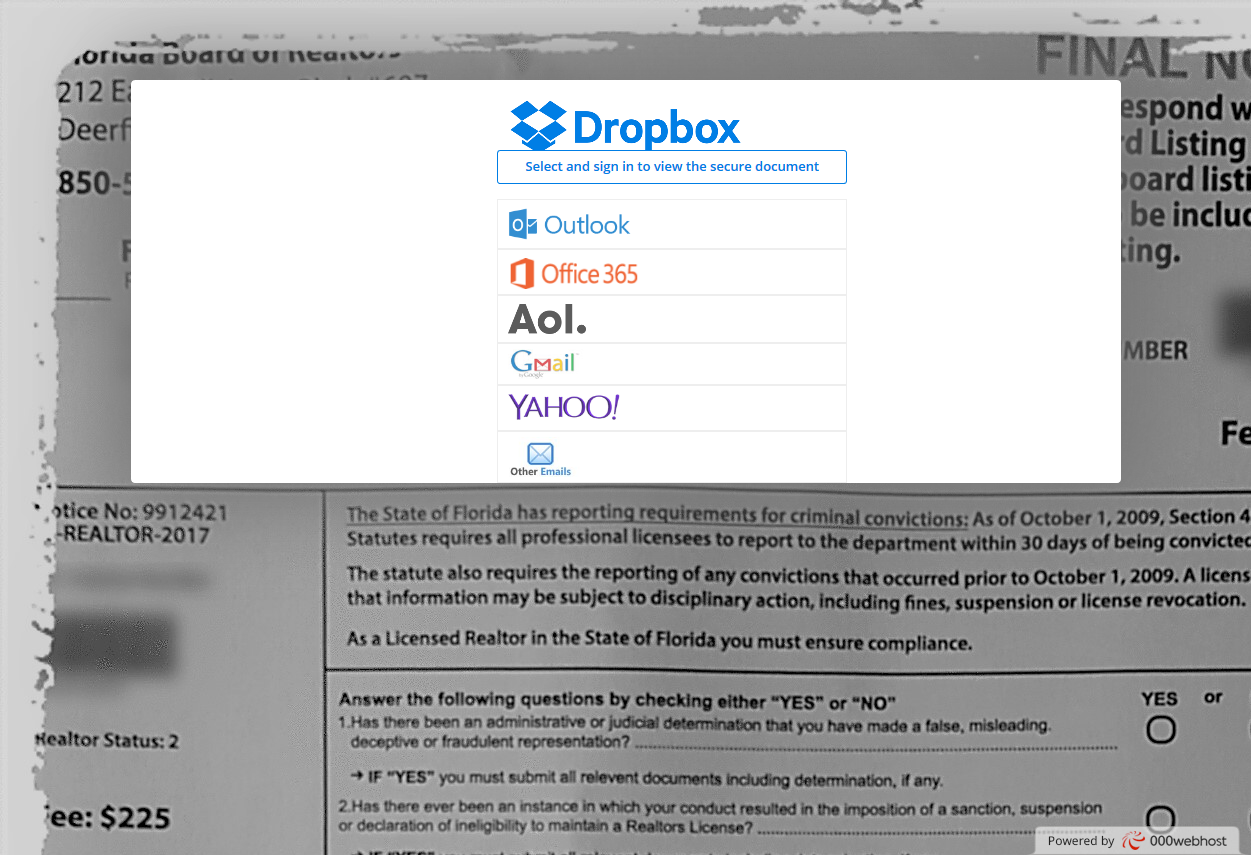 Florida Board of Realtors
FINAL
212
Deerf
850-5
espond w
Listing
board listi
be includ
ting.
MBER
Fe
Dropbox
Select and sign in to view the secure document
Outlook
Office 365
Aol.
Gmail
by Google
YAHOO!
Other Emails
otice No: 9912421
-REALTOR-2017
Realtor Status: 2
Fee: $225
The State of Florida has reporting requirements for criminal convictions: As of October 1, 2009, Section 4
Statutes requires all professional licensees to report to the department within 30 days of being convicted
The statute also requires the reporting of any convictions that occurred prior to October 1, 2009. A licens
that information may be subject to disciplinary action, including fines, suspension or license revocation.
As a Licensed Realtor in the State of Florida you must ensure compliance.
Answer the following questions by checking either “YES” or “NO”
YES or
1.Has there been an administrative or judicial determination that you have made a false, misleading.
deceptive or fraudulent representation?
➔ IF “YES” you must submit all relevent documents including determination, if any.
2.Has there ever been an instance in which your conduct resulted in the imposition of a sanction, suspension
or declaration of ineligibility to maintain a Realtors License?
Powered by 000webhost